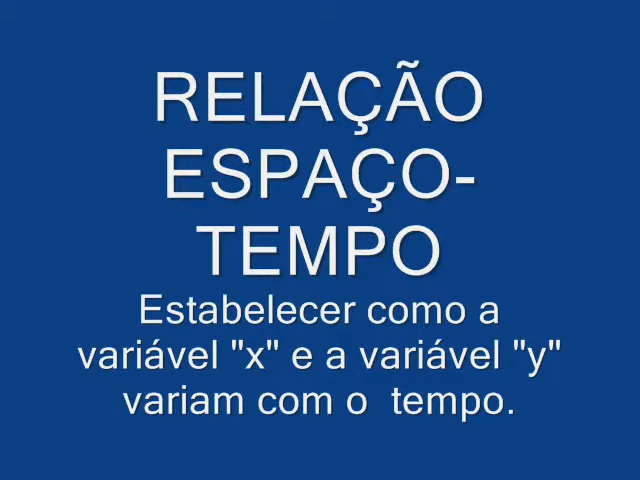 RELAÇÃO
ESPAÇO-
TEMPO
Estabelecer como a
variável "x" e a variável "y"
variam com o  tempo.